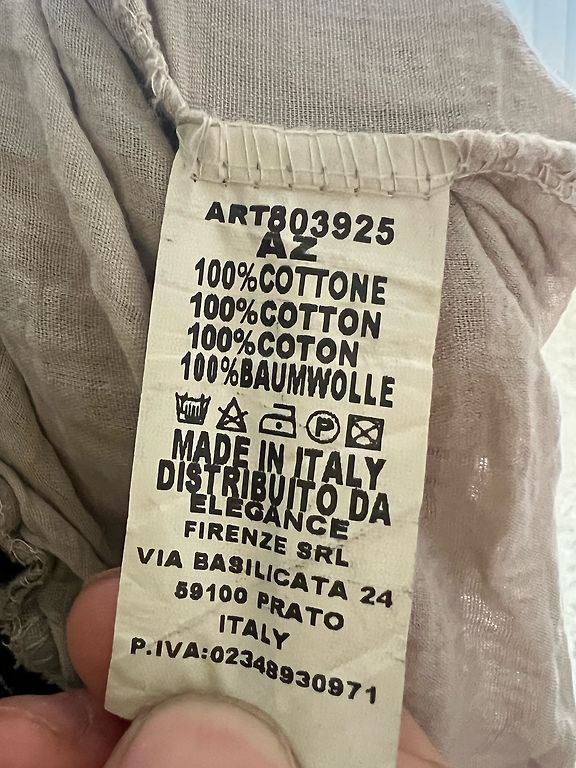 ART803925
AZ
100%COTTONE
100%COTTON
100%COTON
100%BAUMWOLLE
P
MADE IN ITALY
DISTRIBUITO DA
ELEGANCE
FIRENZE SRL
VIA BASILICATA 24
59100 PRATO
ITALY
P.IVA:02348930971